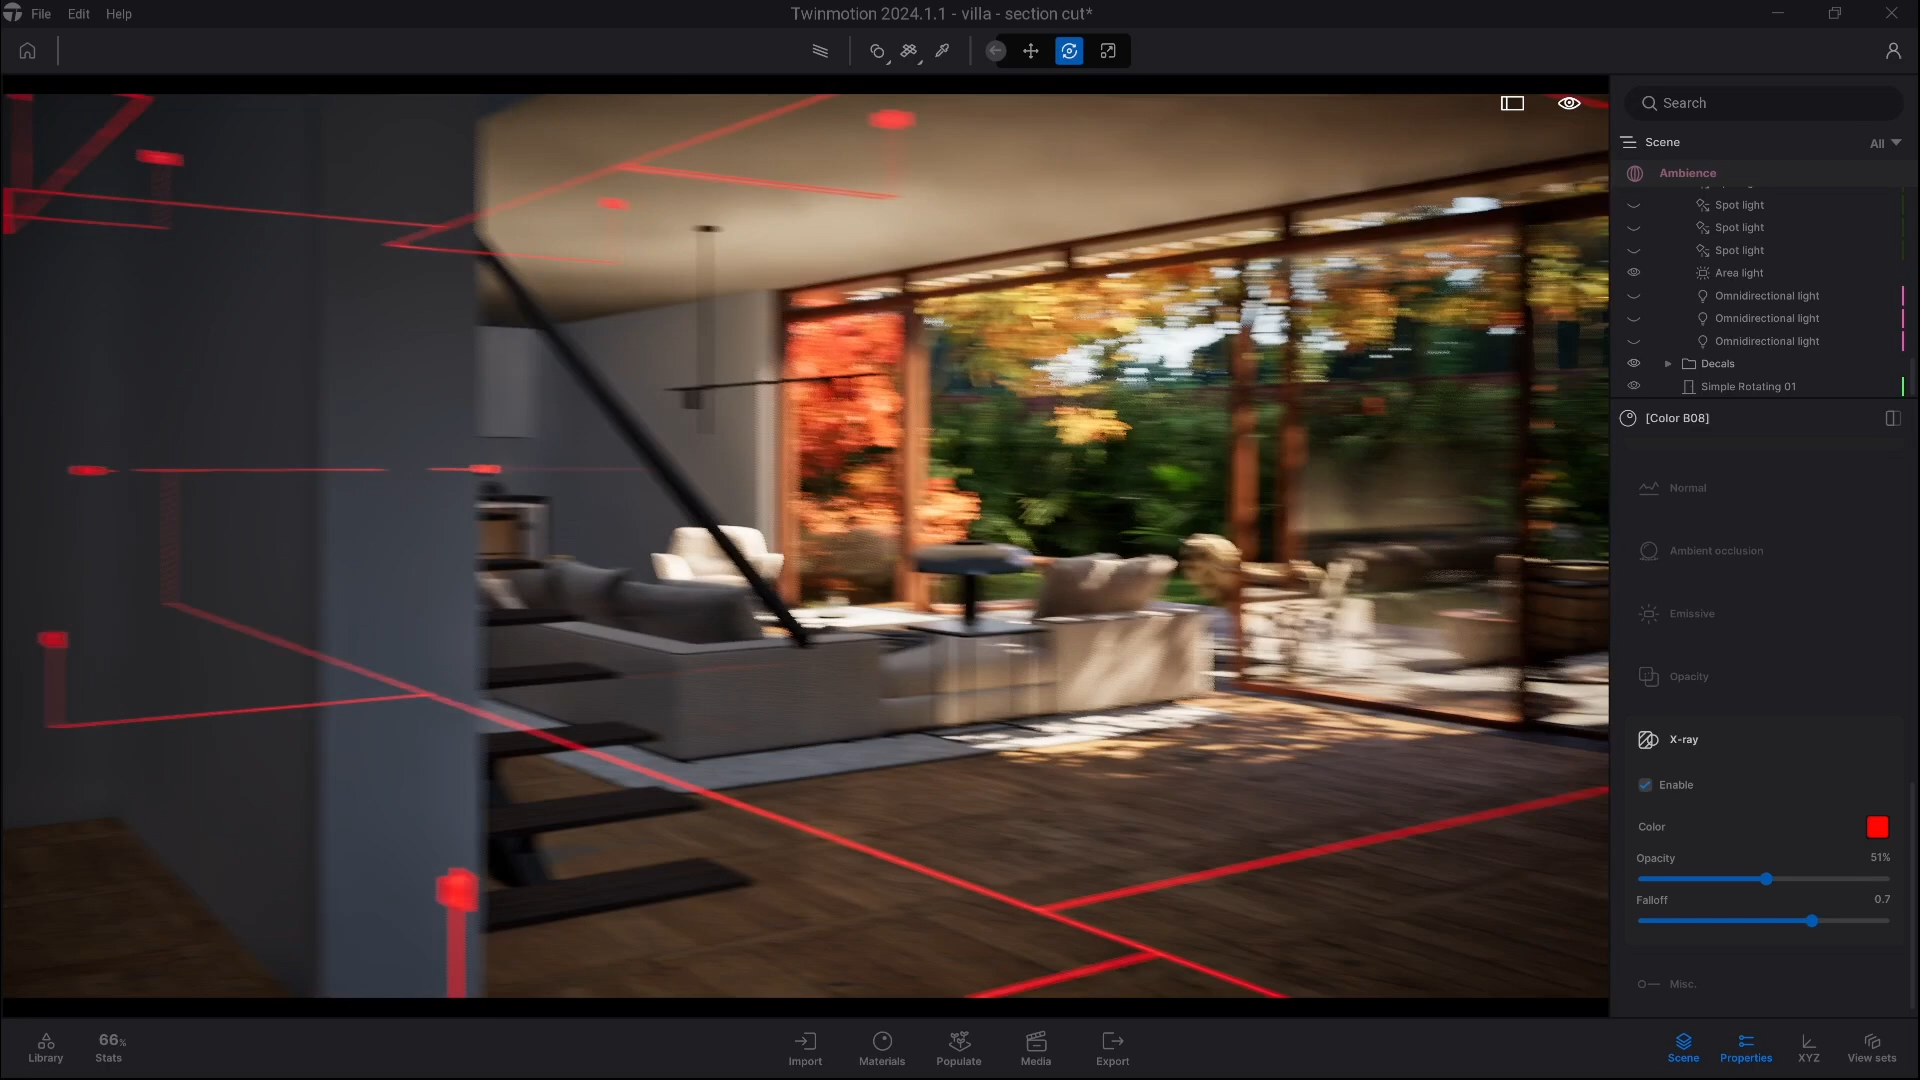 File Edit Help
Twinmotion 2024.1.1 - villa - section cut*
Search
Scene
All
Ambience
Spot light
Spot light
Spot light
Area light
Omnidirectional light
Omnidirectional light
Omnidirectional light
Decals
Simple Rotating 01
[Color B08]
Normal
Ambient occlusion
Emissive
Opacity
X-ray
Enable
Color
Opacity 51%
Falloff 0.7
Misc.
66%
Library Stats Import Materials Populate Media Export Scene Properties XYZ View sets